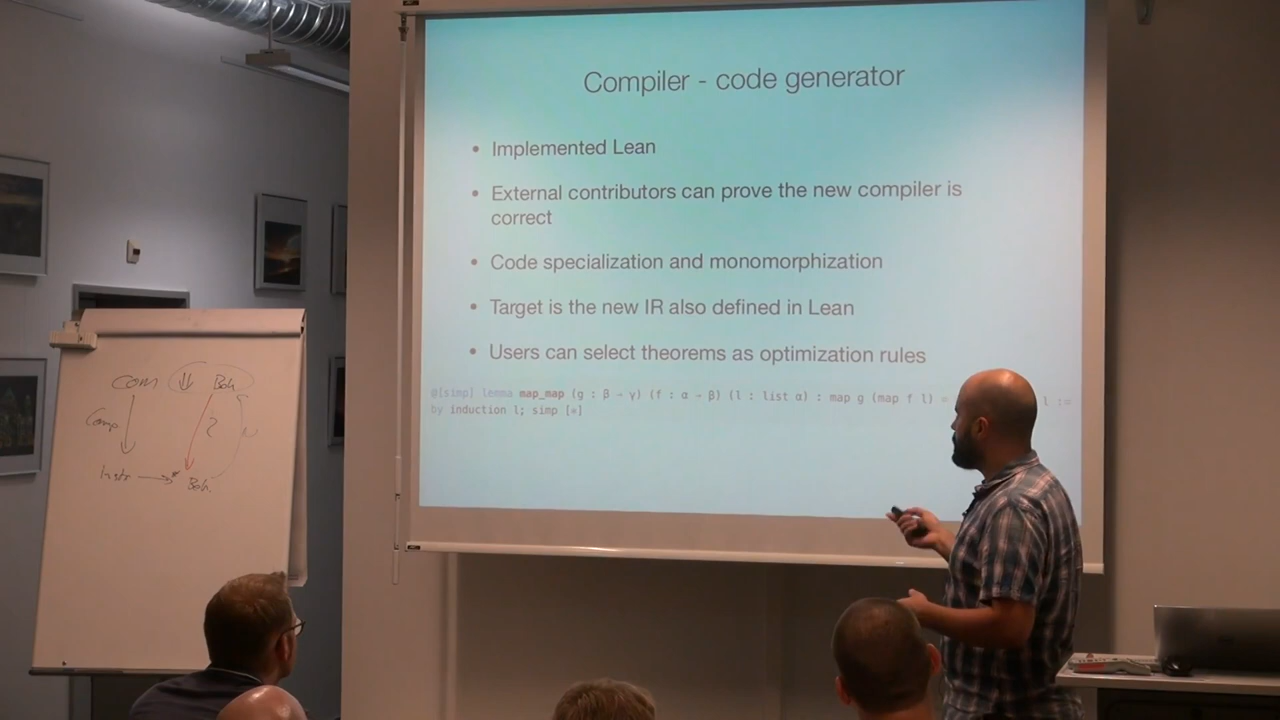 Compiler - code generator
• Implemented Lean
• External contributors can prove the new compiler is
correct
• Code specialization and monomorphization
• Target is the new IR also defined in Lean
• Users can select theorems as optimization rules
@[simp] lemma map_map (g : β → γ) (f : α → β) (l : list α) : map g (map f l) = l :=
by induction l; simp [*]
Com ⇓ Beh
Comp
Instr Beh.